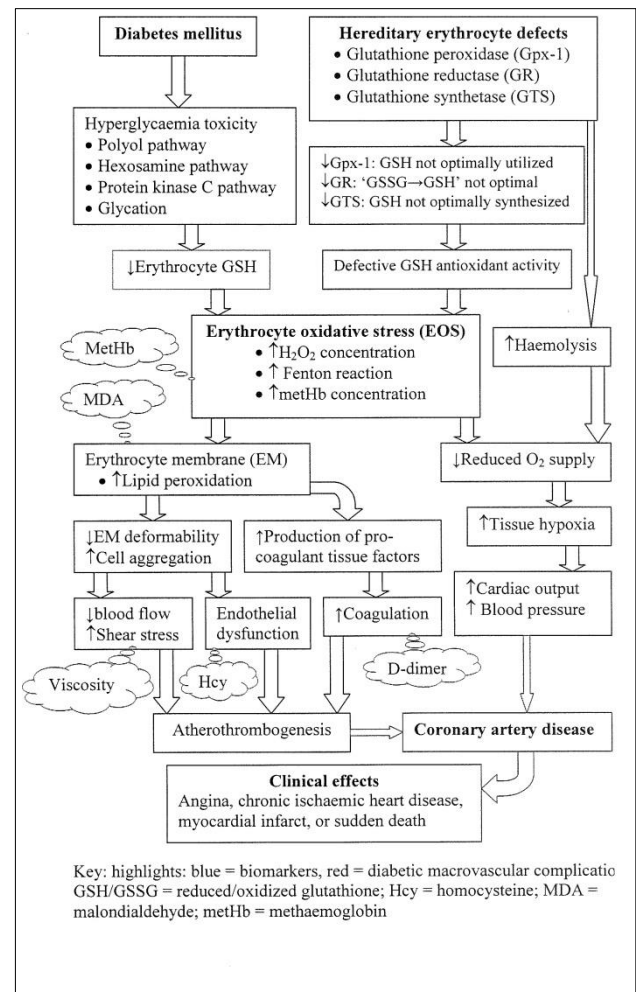 Diabetes mellitus
Hereditary erythrocyte defects
• Glutathione peroxidase (Gpx-1)
• Glutathione reductase (GR)
• Glutathione synthetase (GTS)
Hyperglycaemia toxicity
• Polyol pathway
• Hexosamine pathway
• Protein kinase C pathway
• Glycation
↓Gpx-1: GSH not optimally utilized
↓GR: ‘GSSG→GSH’ not optimal
↓GTS: GSH not optimally synthesized
↓Erythrocyte GSH
Defective GSH antioxidant activity
Erythrocyte oxidative stress (EOS)
• ↑H₂O₂ concentration
• ↑ Fenton reaction
• ↑metHb concentration
↑Haemolysis
MetHb
MDA
Erythrocyte membrane (EM)
• ↑Lipid peroxidation
↓Reduced O₂ supply
↓EM deformability
↑Cell aggregation
↑Production of pro-
coagulant tissue factors
↑Tissue hypoxia
↓blood flow
↑Shear stress
Endothelial
dysfunction
↑Coagulation
↑Cardiac output
↑ Blood pressure
Viscosity
Hcy
D-dimer
Atherothrombogenesis
Coronary artery disease
Clinical effects
Angina, chronic ischaemic heart disease,
myocardial infarct, or sudden death
Key: highlights: blue = biomarkers, red = diabetic macrovascular complicatio
GSH/GSSG = reduced/oxidized glutathione; Hcy = homocysteine; MDA =
malondialdehyde; metHb = methaemoglobin